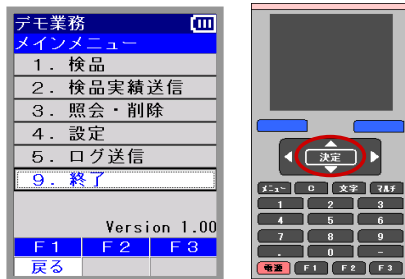 デモ業務
メインメニュー
1．検品
2．検品実績送信
3．照会・削除
4．設定
5．ログ送信
9．終了
Version 1.00
F1 F2 F3
戻る
決定
ﾒﾆｭｰ C 文字 ﾏﾙﾁ
1 2 3
4 5 6
7 8 9
. 0 -
電源 F1 F2 F3